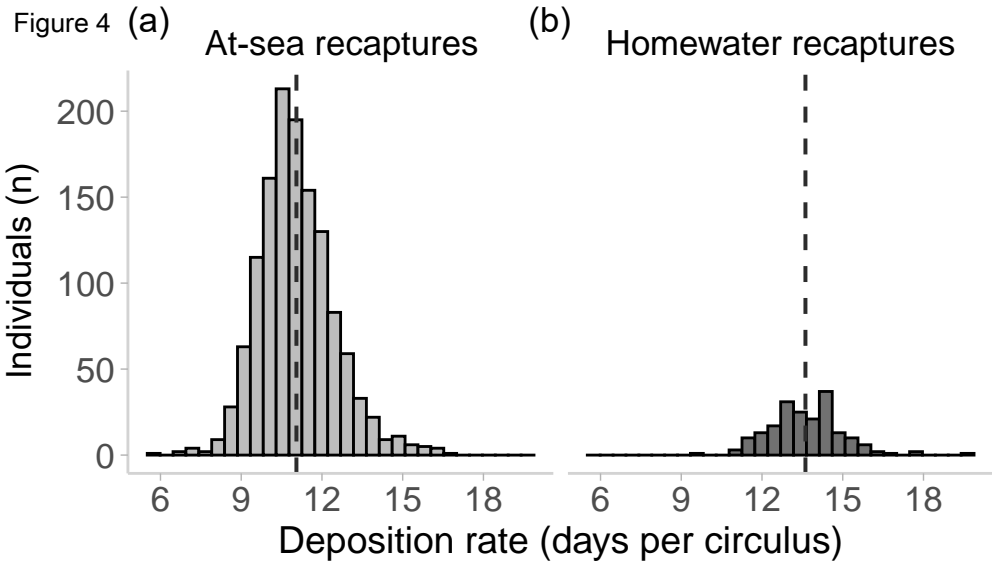 Figure 4 (a) (b)
At-sea recaptures Homewater recaptures
200
150
100
50
0
6 9 12 15 18 6 9 12 15 18
Individuals (n)
Deposition rate (days per circulus)